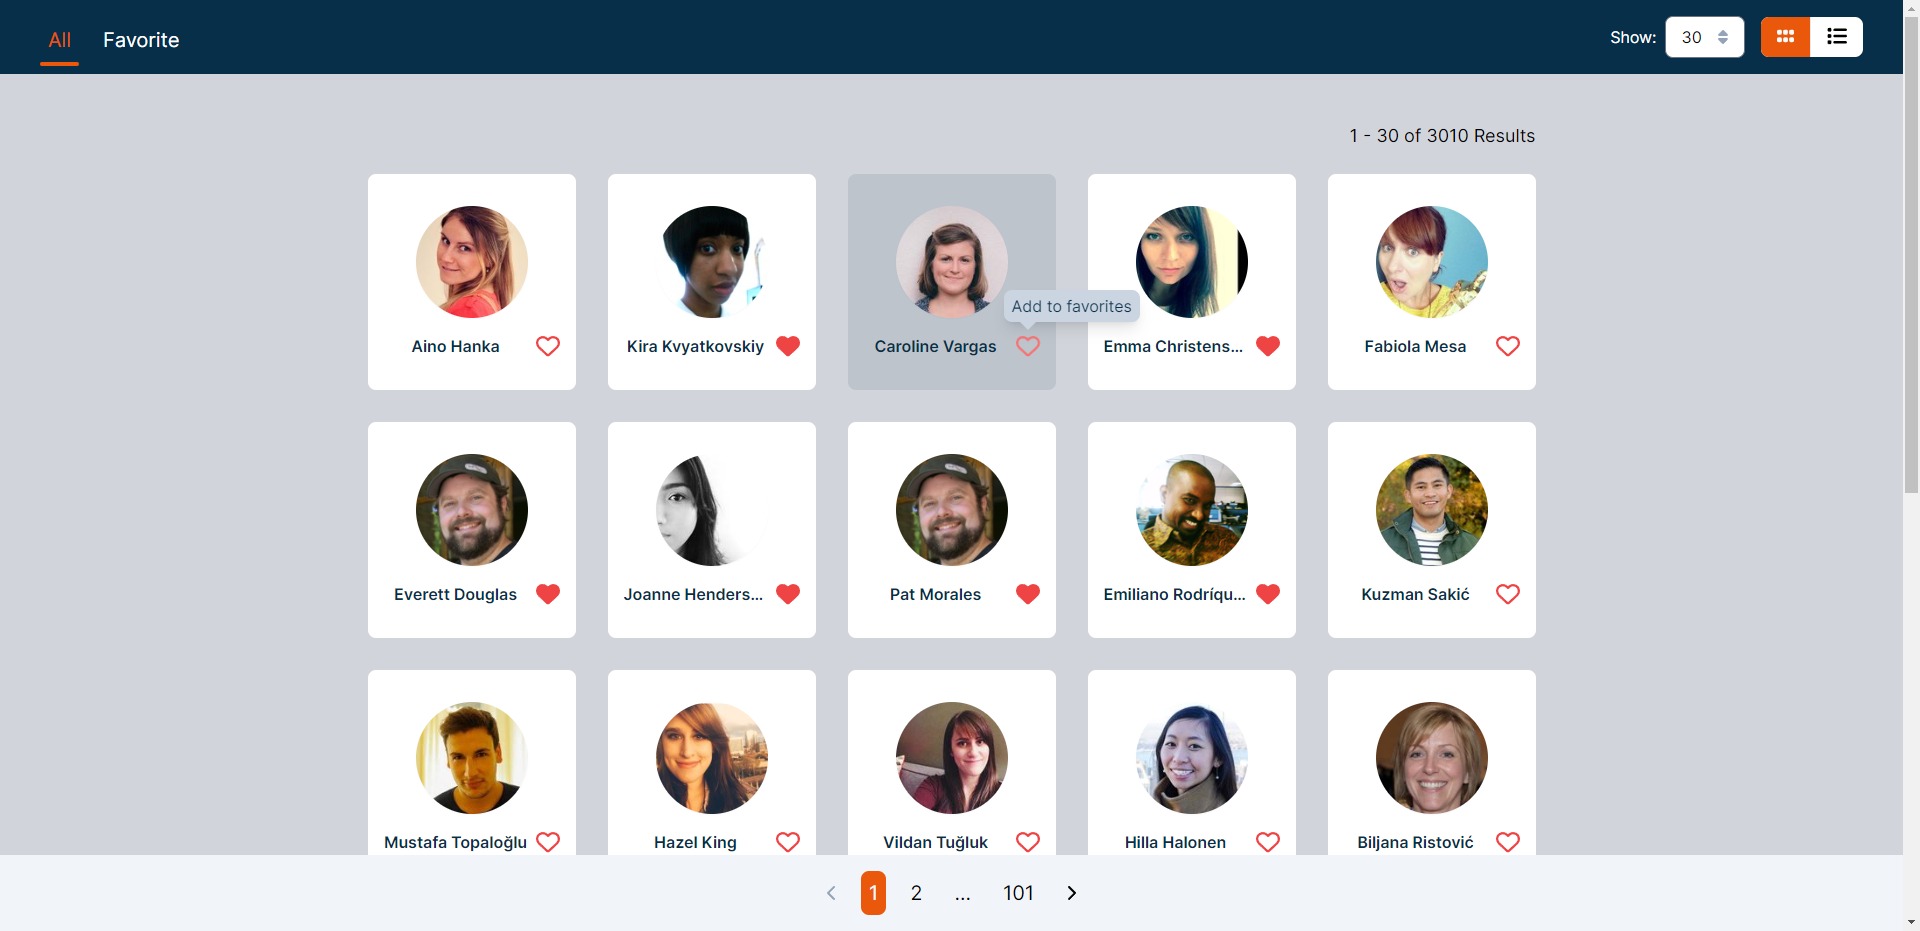 All Favorite Show: 30
1 - 30 of 3010 Results
Add to favorites
Aino Hanka Kira Kvyatkovskiy Caroline Vargas Emma Christens... Fabiola Mesa
Everett Douglas Joanne Henders... Pat Morales Emiliano Rodríqu... Kuzman Sakić
Mustafa Topaloğlu Hazel King Vildan Tuğluk Hilla Halonen Biljana Ristović
1 2 ... 101